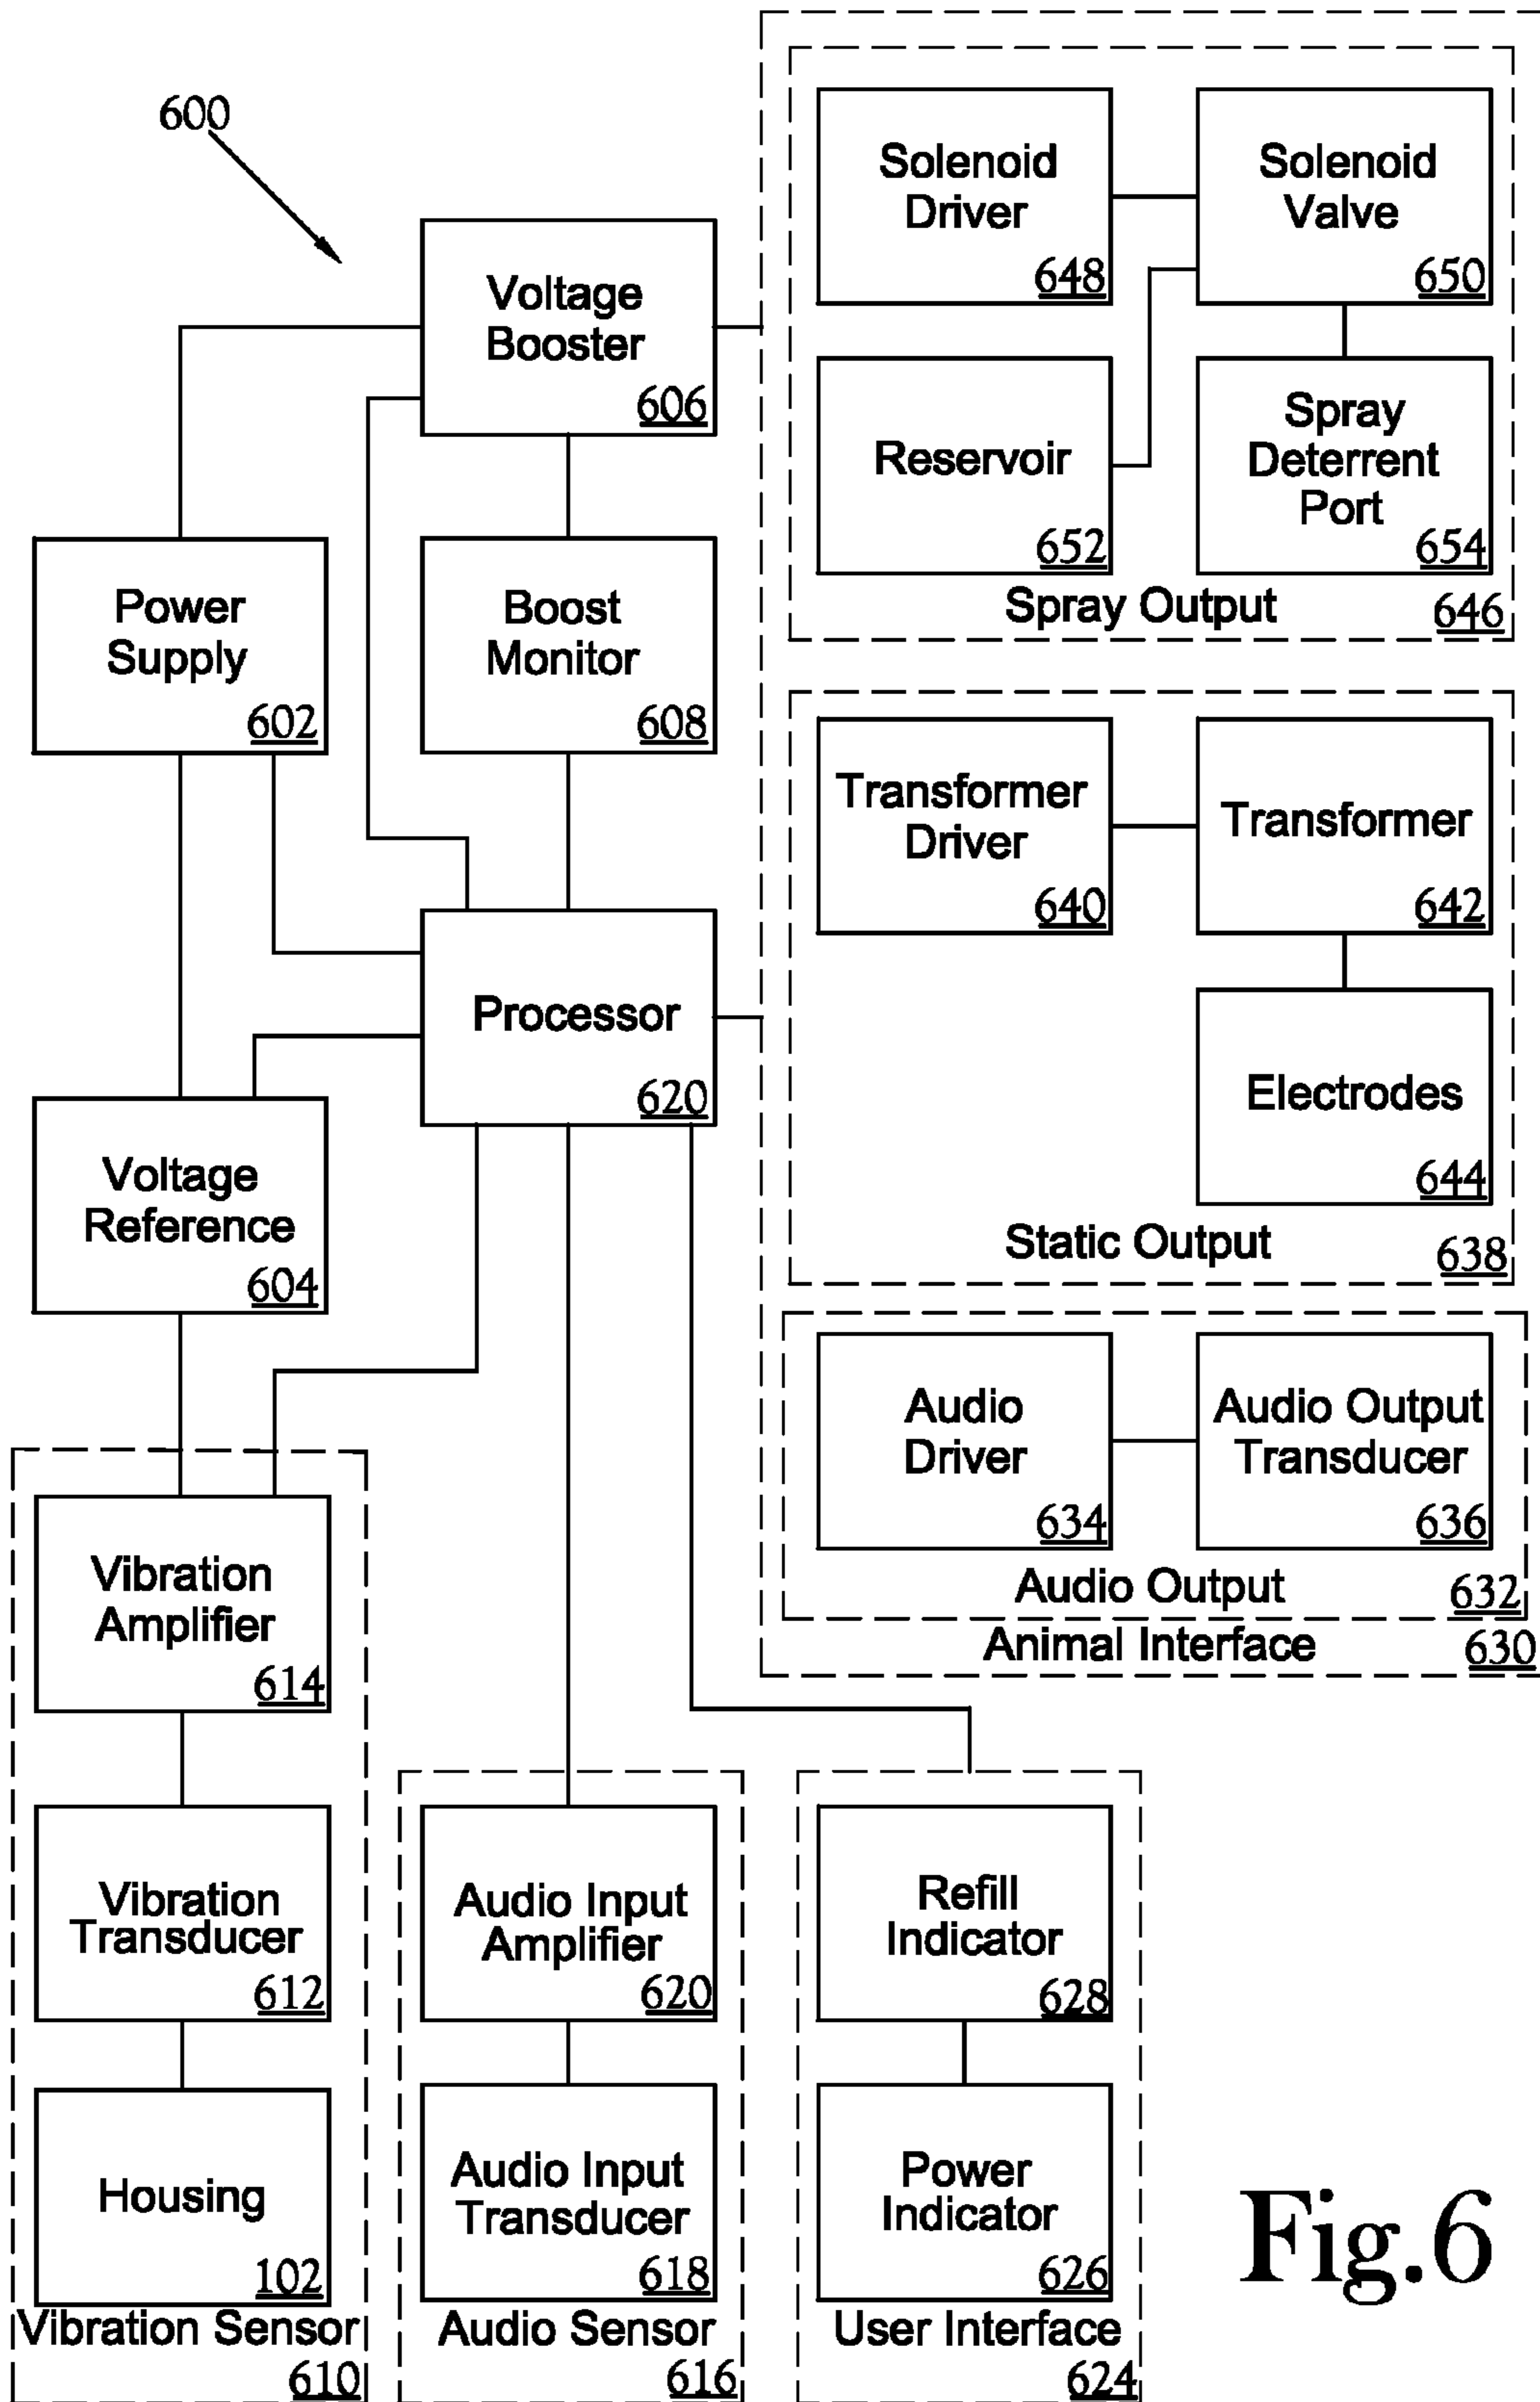 600
Voltage
Booster
606
Power
Supply
602
Boost
Monitor
608
Processor
620
Voltage
Reference
604
Solenoid
Driver
648
Solenoid
Valve
650
Reservoir
652
Spray
Deterrent
Port
654
Spray Output
646
Transformer
Driver
640
Transformer
642
Electrodes
644
Static Output
638
Audio
Driver
634
Audio Output
Transducer
636
Audio Output
632
Animal Interface
630
Vibration
Amplifier
614
Vibration
Transducer
612
Housing
102
Vibration Sensor
610
Audio Input
Amplifier
620
Audio Input
Transducer
618
Audio Sensor
616
Refill
Indicator
628
Power
Indicator
626
User Interface
624
Fig.6